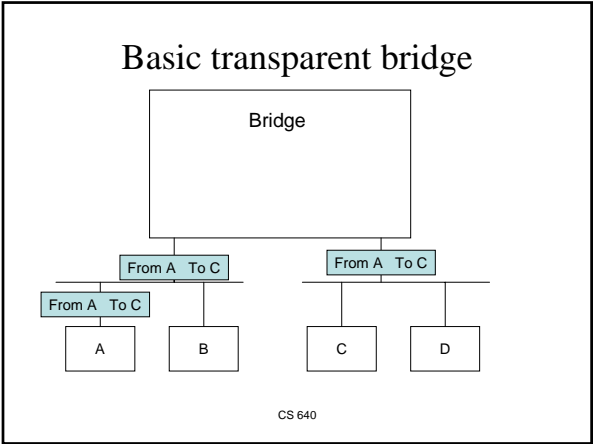 Basic transparent bridge
Bridge
From A To C
From A To C
From A To C
A
B
C
D
CS 640